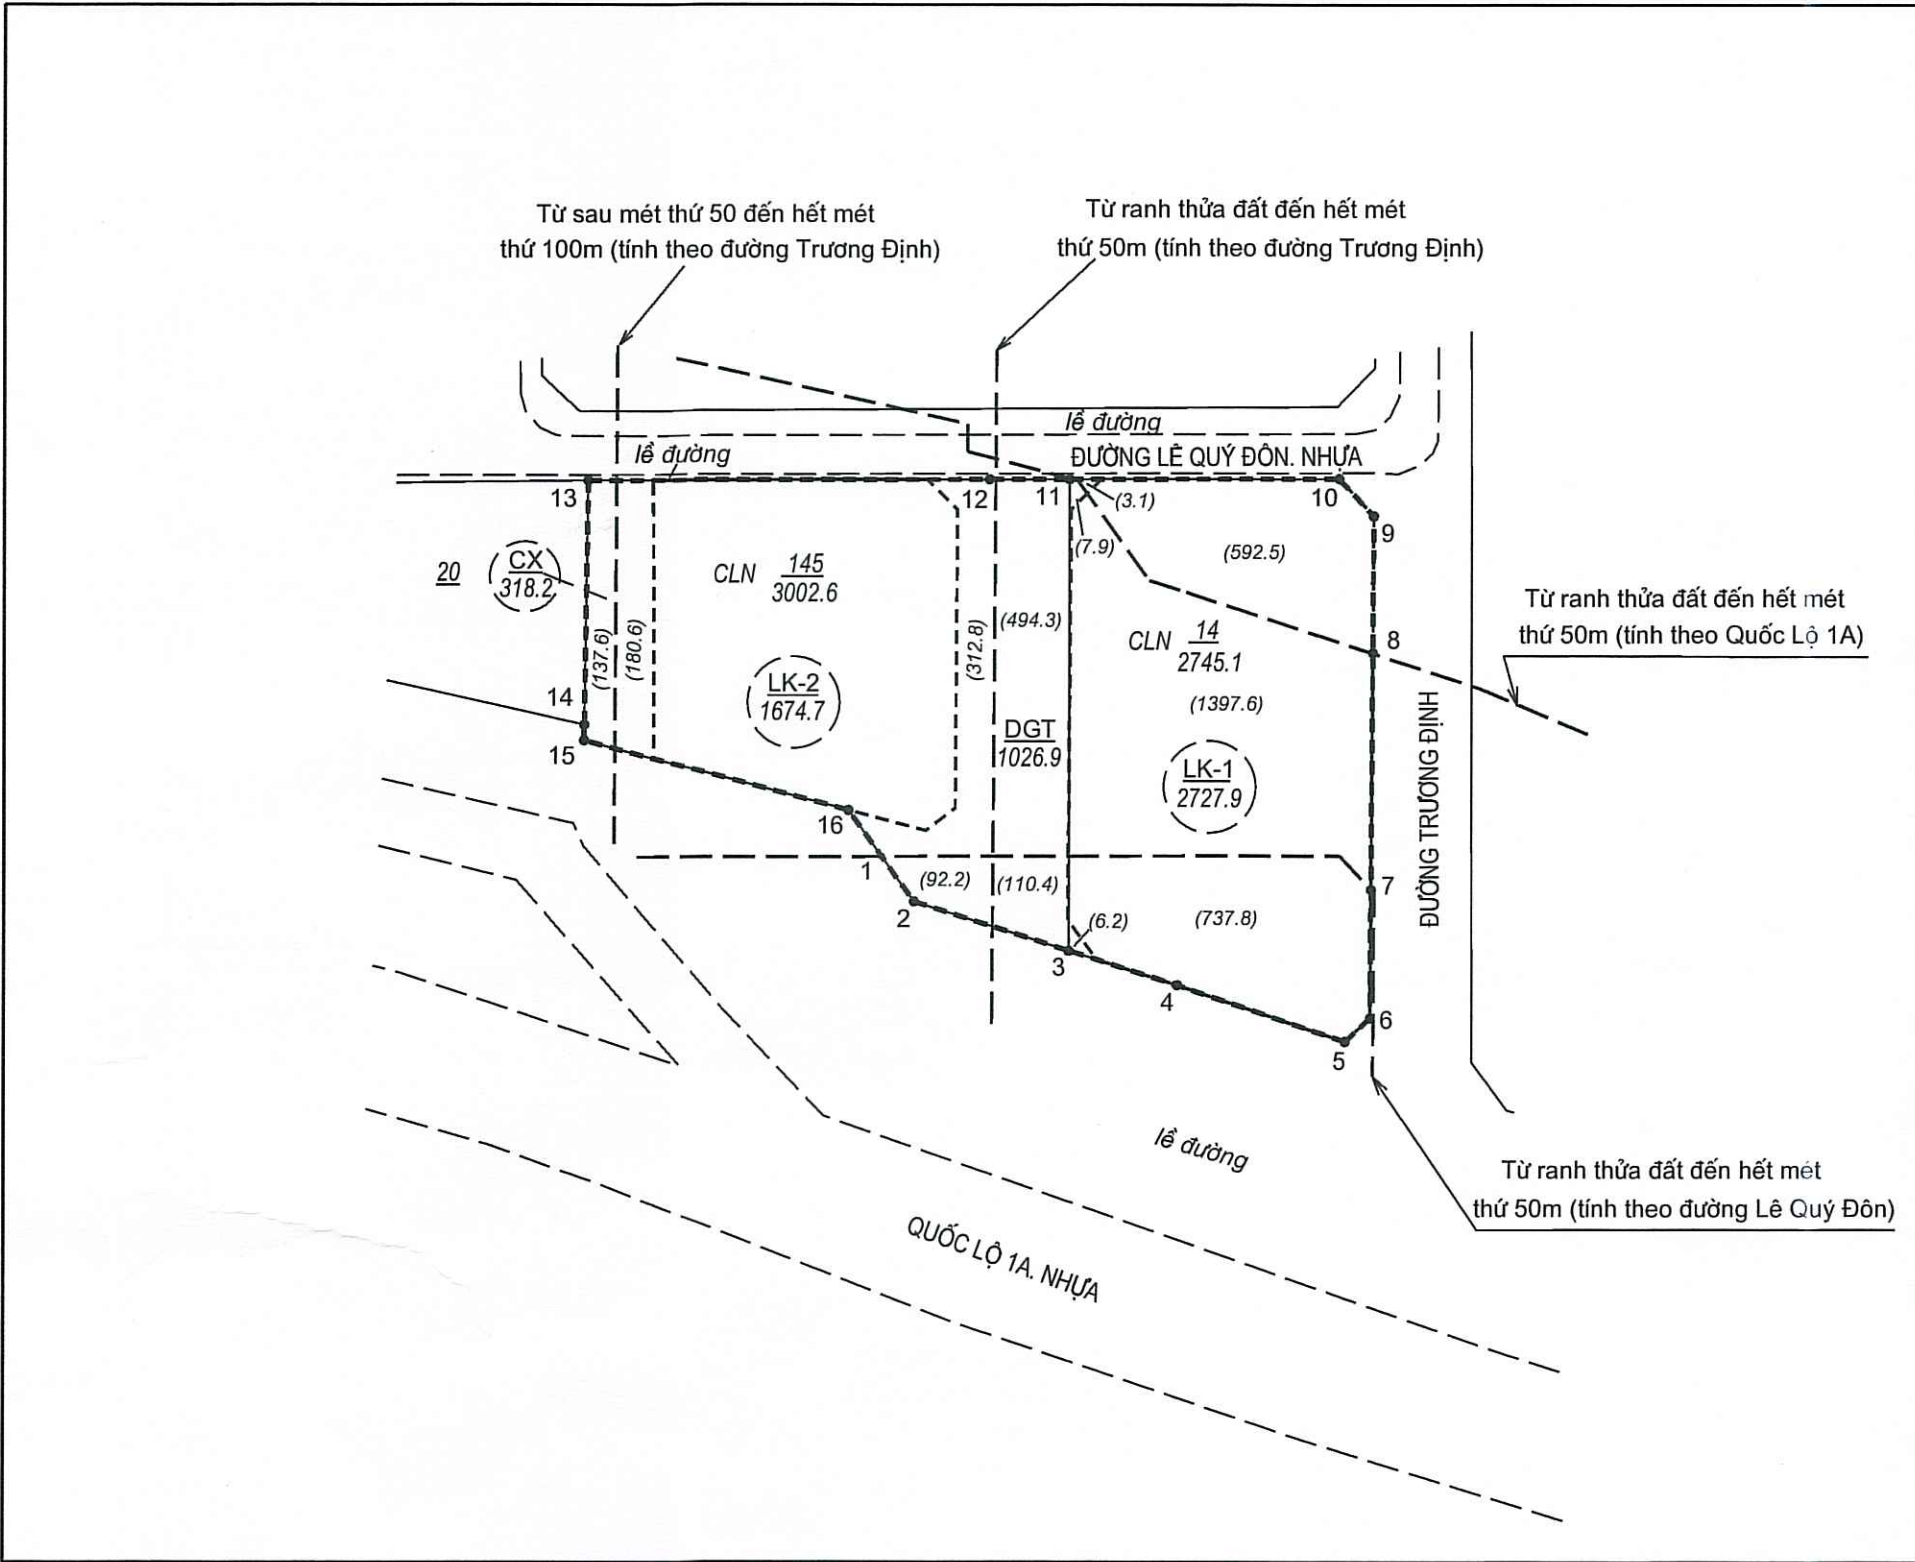 Từ sau mét thứ 50 đến hết mét
thứ 100m (tính theo đường Trương Định)
Từ ranh thửa đất đến hết mét
thứ 50m (tính theo đường Trương Định)
lề đường
lề đường
ĐƯỜNG LÊ QUÝ ĐÔN. NHỰA
13
12
11
10
(3.1)
9
(7.9)
(592.5)
20
CX
318.2
CLN
145
3002.6
(494.3)
Từ ranh thửa đất đến hết mét
thứ 50m (tính theo Quốc Lộ 1A)
(137.6)
(180.6)
(312.8)
CLN
14
2745.1
8
LK-2
1674.7
(1397.6)
14
15
DGT
1026.9
LK-1
2727.9
ĐƯỜNG TRƯƠNG ĐỊNH
16
1
(92.2)
(110.4)
7
2
(6.2)
(737.8)
3
4
6
5
lề đường
Từ ranh thửa đất đến hết mét
thứ 50m (tính theo đường Lê Quý Đôn)
QUỐC LỘ 1A. NHỰA